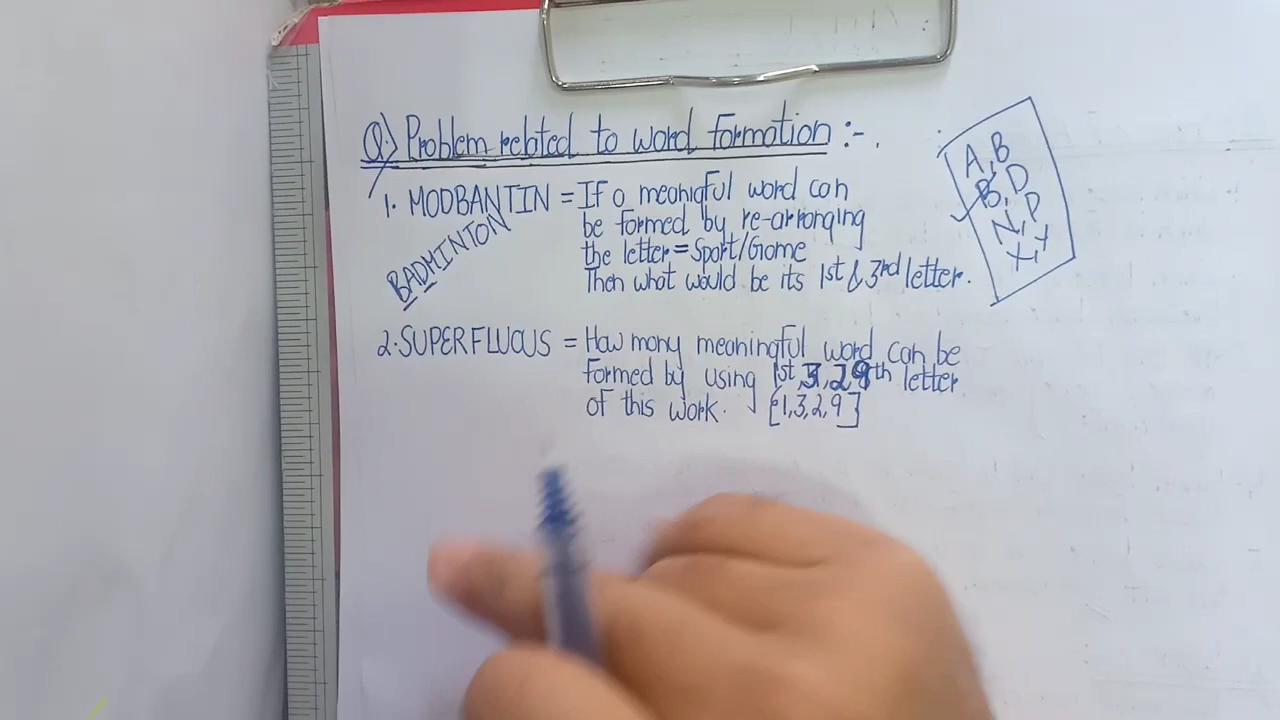 Q.) Problem related to word formation :-
1. MODBANTIN = If a meanigful word can
be formed by re-arranging
the letter = Sport/Game
Then what would be its 1st & 3rd letter.
BADMINTON
A, B
B, D
N, P
X, Y
2. SUPERFLUOUS = How many meaningful word can be
formed by using 1st, 3, 2, 9th letter
of this work. [1,3,2,9]